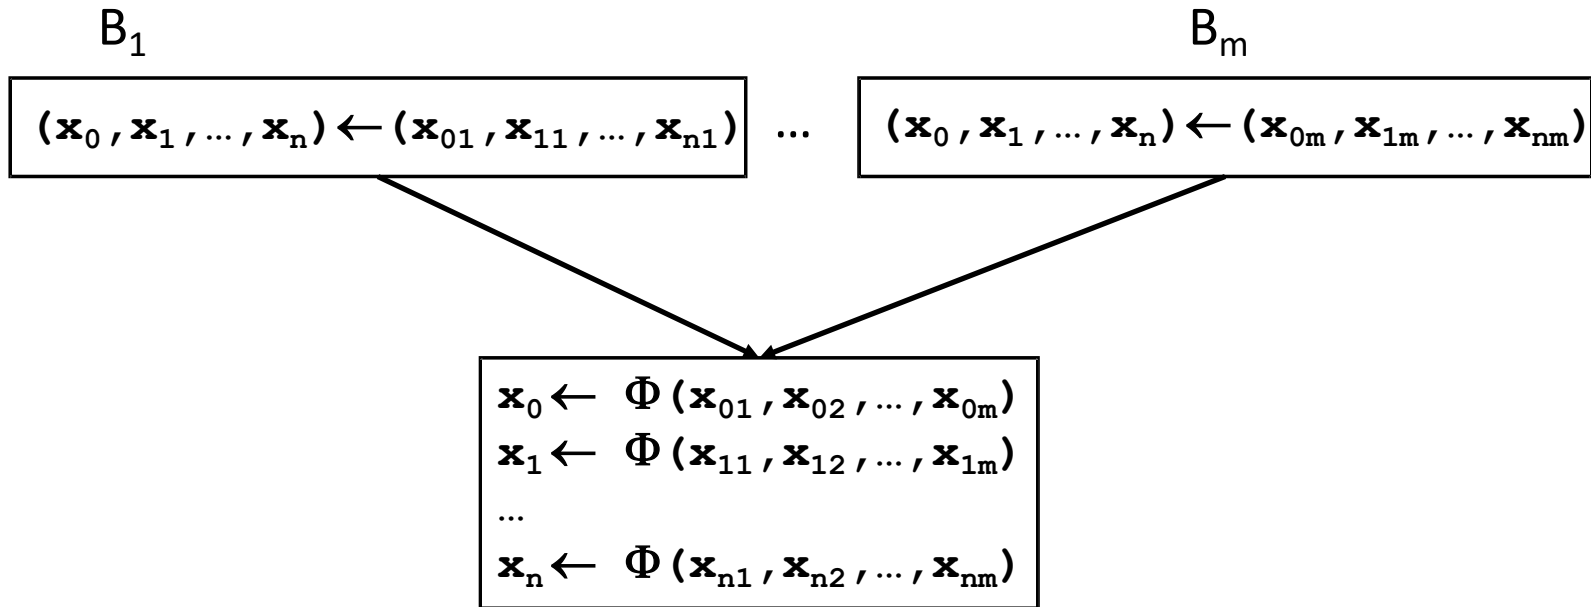 B₁
Bₘ
(x₀,x₁,…,xₙ)←(x₀₁,x₁₁,…,xₙ₁)
…
(x₀,x₁,…,xₙ)←(x₀ₘ,x₁ₘ,…,xₙₘ)
x₀← Φ(x₀₁,x₀₂,…,x₀ₘ)
x₁← Φ(x₁₁,x₁₂,…,x₁ₘ)
…
xₙ← Φ(xₙ₁,xₙ₂,…,xₙₘ)